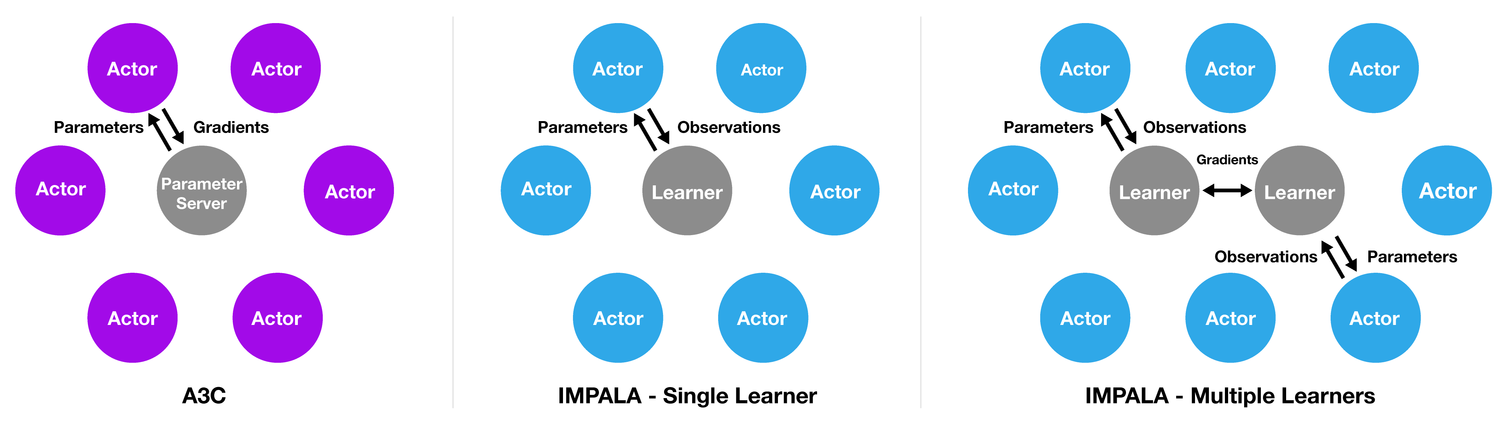 Actor
Actor
Parameters
Gradients
Actor
Parameter
Server
Actor
Actor
Actor
A3C
Actor
Actor
Parameters
Observations
Actor
Learner
Actor
Actor
Actor
IMPALA - Single Learner
Actor
Actor
Actor
Parameters
Observations
Gradients
Actor
Learner
Learner
Actor
Observations
Parameters
Actor
Actor
Actor
IMPALA - Multiple Learners